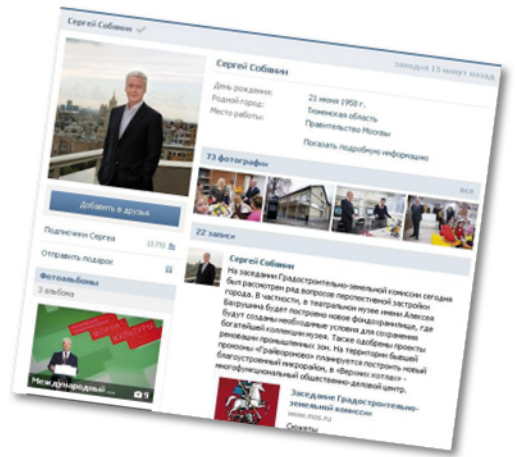 Сергей Собянин
заходил 15 минут назад
Сергей Собянин
День рождения: 21 июня 1958 г.
Родной город: Тюменская область
Место работы: Правительство Москвы
Показать подробную информацию
73 фотографии
все
22 записи
Добавить в друзья
Подписчики Сергея
Отправить подарок
Фотоальбомы
3 альбома
ФОРУМ
КУЛЬТУРЫ
Международный ...
9
Сергей Собянин
На заседании Градостроительно-земельной комиссии сегодня
был рассмотрен ряд вопросов перспективной застройки
города. В частности, в театральном музее имени Алексея
Бахрушина будет построено новое фондохранилище, где
будут созданы необходимые условия для сохранения
богатейшей коллекции музея. Также одобрены проекты
реновации промышленных зон. На территории бывшей
промзоны «Грайвороново» планируется построить новый
благоустроенный микрорайон, в «Верхних котлах» -
многофункциональный общественно-деловой центр.
Заседание Градостроительно-
земельной комиссии
www.mos.ru
Сюжеты